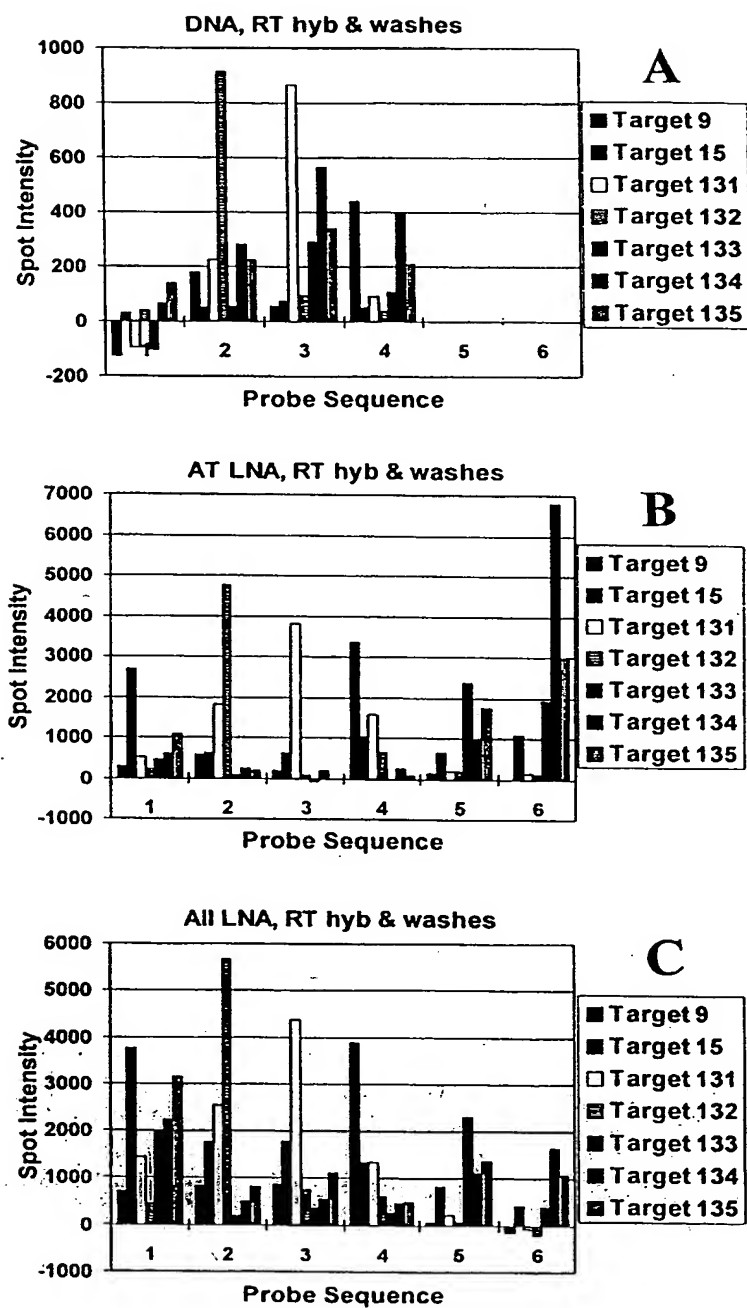 DNA, RT hyb & washes
A
Spot Intensity
1000
800
600
400
200
0
-200
2
3
4
5
6
Probe Sequence
Target 9
Target 15
Target 131
Target 132
Target 133
Target 134
Target 135
AT LNA, RT hyb & washes
B
Spot Intensity
7000
6000
5000
4000
3000
2000
1000
0
-1000
1
2
3
4
5
6
Probe Sequence
Target 9
Target 15
Target 131
Target 132
Target 133
Target 134
Target 135
All LNA, RT hyb & washes
C
Spot Intensity
6000
5000
4000
3000
2000
1000
0
-1000
1
2
3
4
5
6
Probe Sequence
Target 9
Target 15
Target 131
Target 132
Target 133
Target 134
Target 135